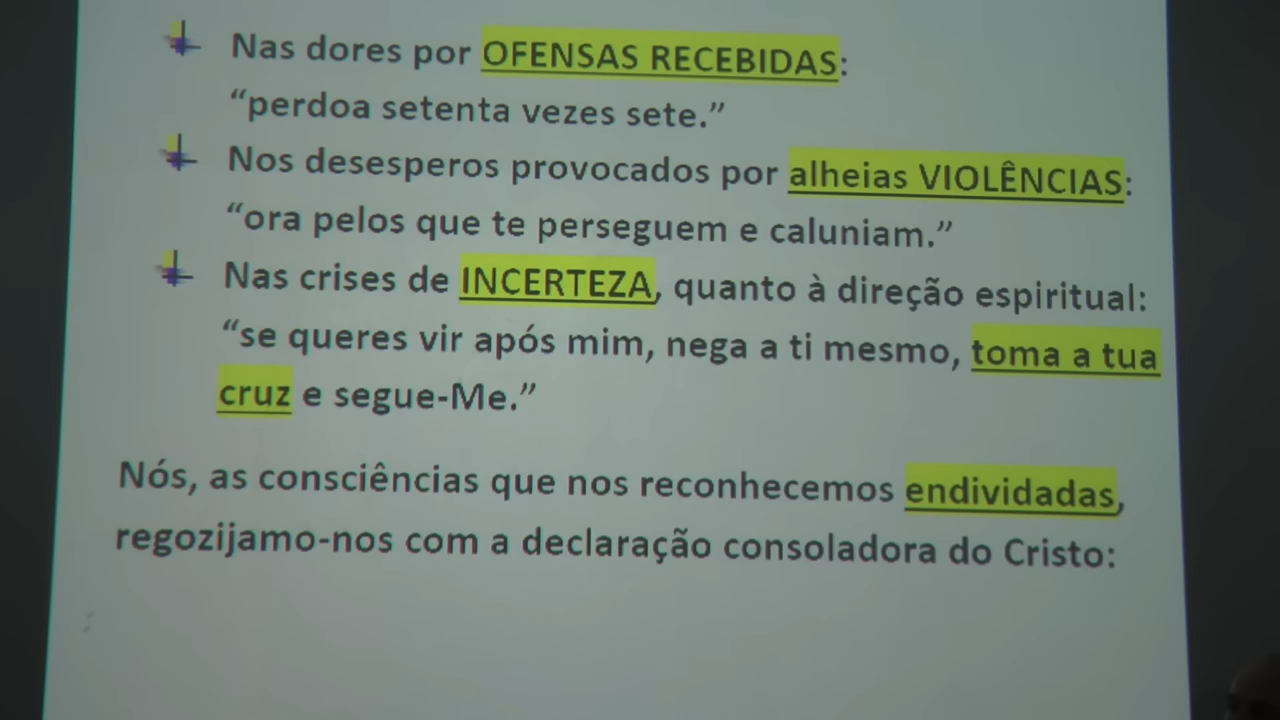 Nas dores por OFENSAS RECEBIDAS:
“perdoa setenta vezes sete.”
Nos desesperos provocados por alheias VIOLÊNCIAS:
“ora pelos que te perseguem e caluniam.”
Nas crises de INCERTEZA, quanto à direção espiritual:
“se queres vir após mim, nega a ti mesmo, toma a tua
cruz e segue-Me.”
Nós, as consciências que nos reconhecemos endividadas,
regozijamo-nos com a declaração consoladora do Cristo: